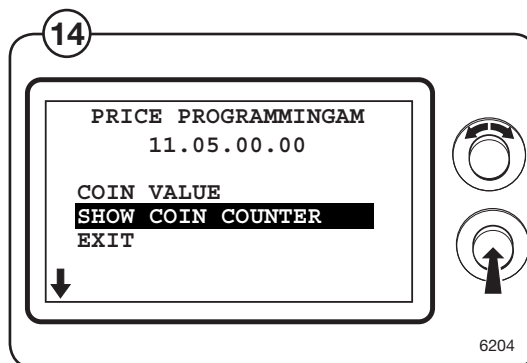 14
PRICE PROGRAMMINGAM
11.05.00.00
COIN VALUE
SHOW COIN COUNTER
EXIT
6204